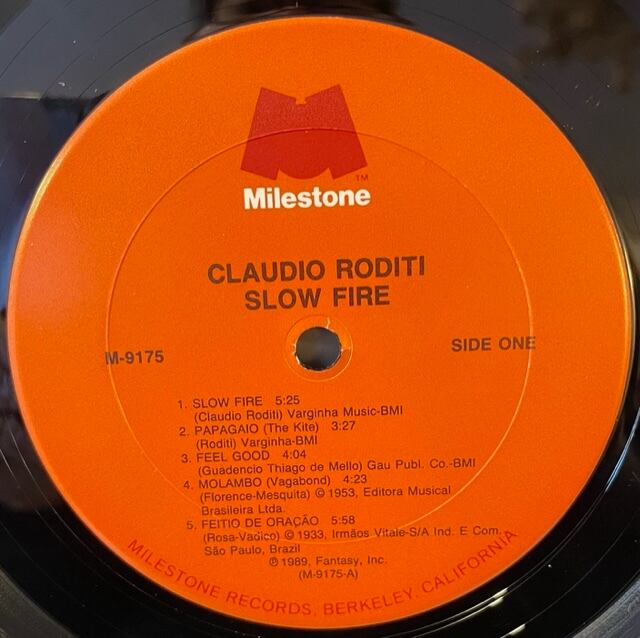 TM
Milestone
CLAUDIO RODITI
SLOW FIRE
M-9175
SIDE ONE
1. SLOW FIRE 5:25
(Claudio Roditi) Varginha Music-BMI
2. PAPAGAIO (The Kite) 3:27
(Roditi) Varginha-BMI
3. FEEL GOOD 4:04
(Guadencio Thiago de Mello) Gau Publ. Co.-BMI
4. MOLAMBO (Vagabond) 4:23
(Florence-Mesquita) © 1953, Editora Musical
Brasileira Ltda.
5. FEITIO DE ORAÇÃO 5:58
(Rosa-Vadico) © 1933, Irmãos Vitale-S/A Ind. E Com.
São Paulo, Brazil
℗ 1989, Fantasy, Inc.
(M-9175-A)
MILESTONE RECORDS, BERKELEY, CALIFORNIA